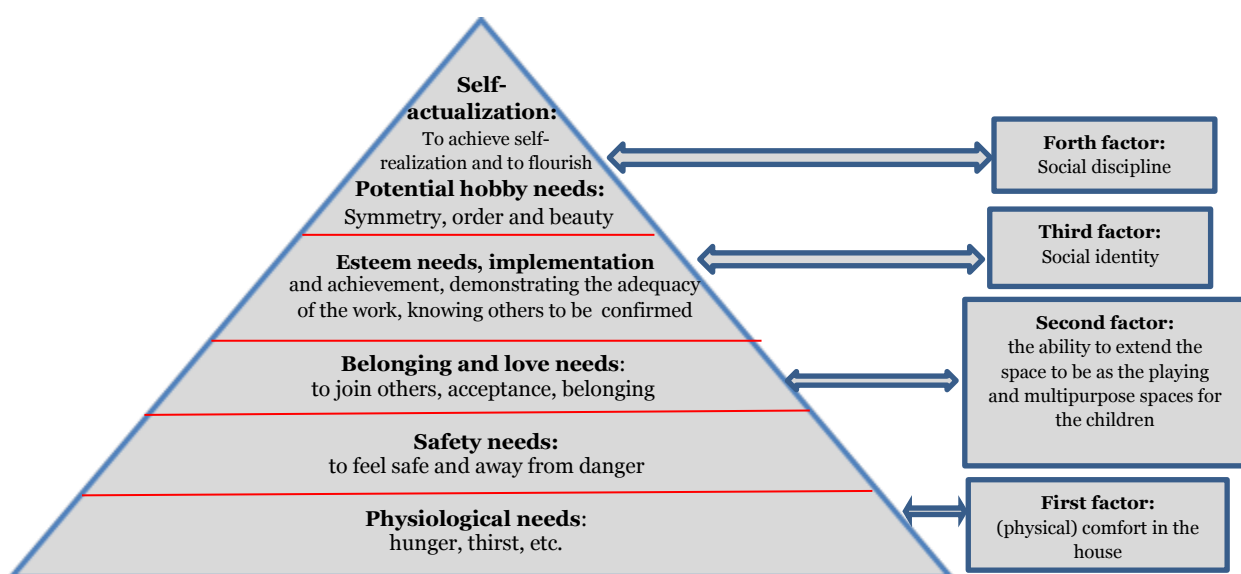 Self-
actualization:
To achieve self-
realization and to flourish
Potential hobby needs:
Symmetry, order and beauty
Esteem needs, implementation
and achievement, demonstrating the adequacy
of the work, knowing others to be  confirmed
Belonging and love needs:
to join others, acceptance, belonging
Safety needs:
to feel safe and away from danger
Physiological needs:
hunger, thirst, etc.
Forth factor:
Social discipline
Third factor:
Social identity
Second factor:
the ability to extend the
space to be as the playing
and multipurpose spaces for
the children
First factor:
(physical) comfort in the
house